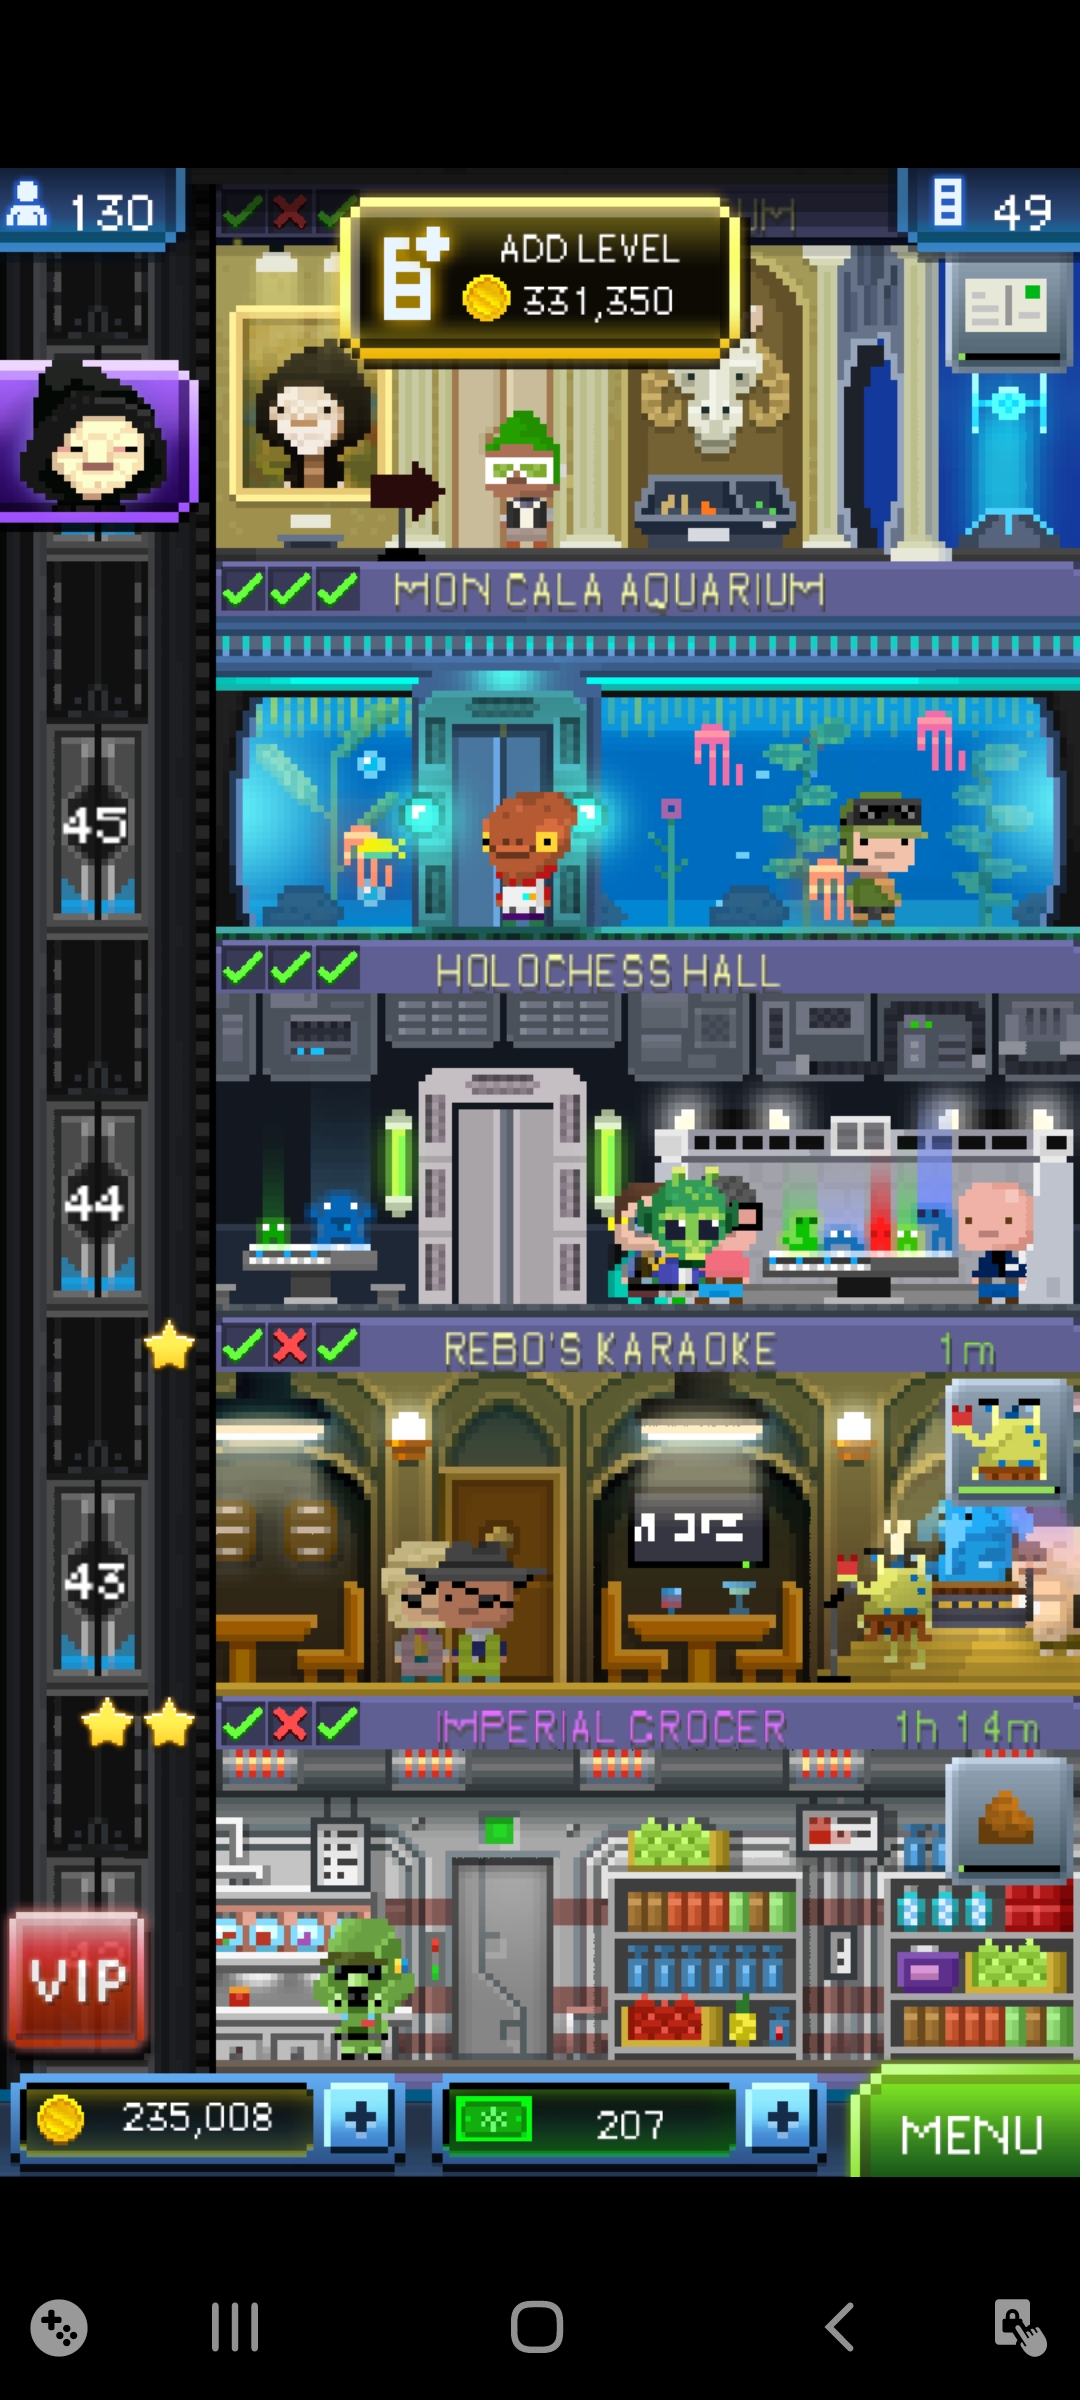 130
49
UM
ADD LEVEL
331,350
MON CALA AQUARIUM
45
HOLOCHESS HALL
44
REBO'S KARAOKE
1m
43
IMPERIAL GROCER
1h 14m
VIP
235,008
+
207
+
MENU